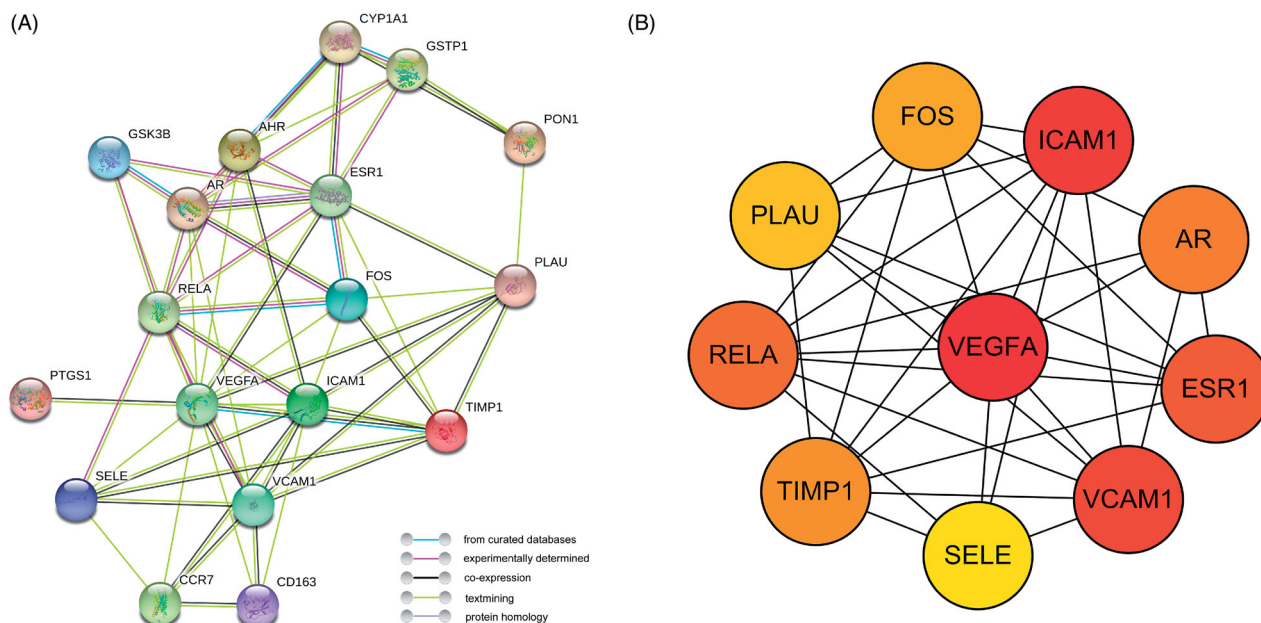 (A)
CYP1A1
GSTP1
PON1
GSK3B
AHR
AR
ESR1
PLAU
FOS
RELA
PTGS1
VEGFA
ICAM1
TIMP1
SELE
VCAM1
CCR7
CD163
from curated databases
experimentally determined
co-expression
textmining
protein homology
(B)
FOS
ICAM1
PLAU
AR
RELA
VEGFA
ESR1
TIMP1
VCAM1
SELE